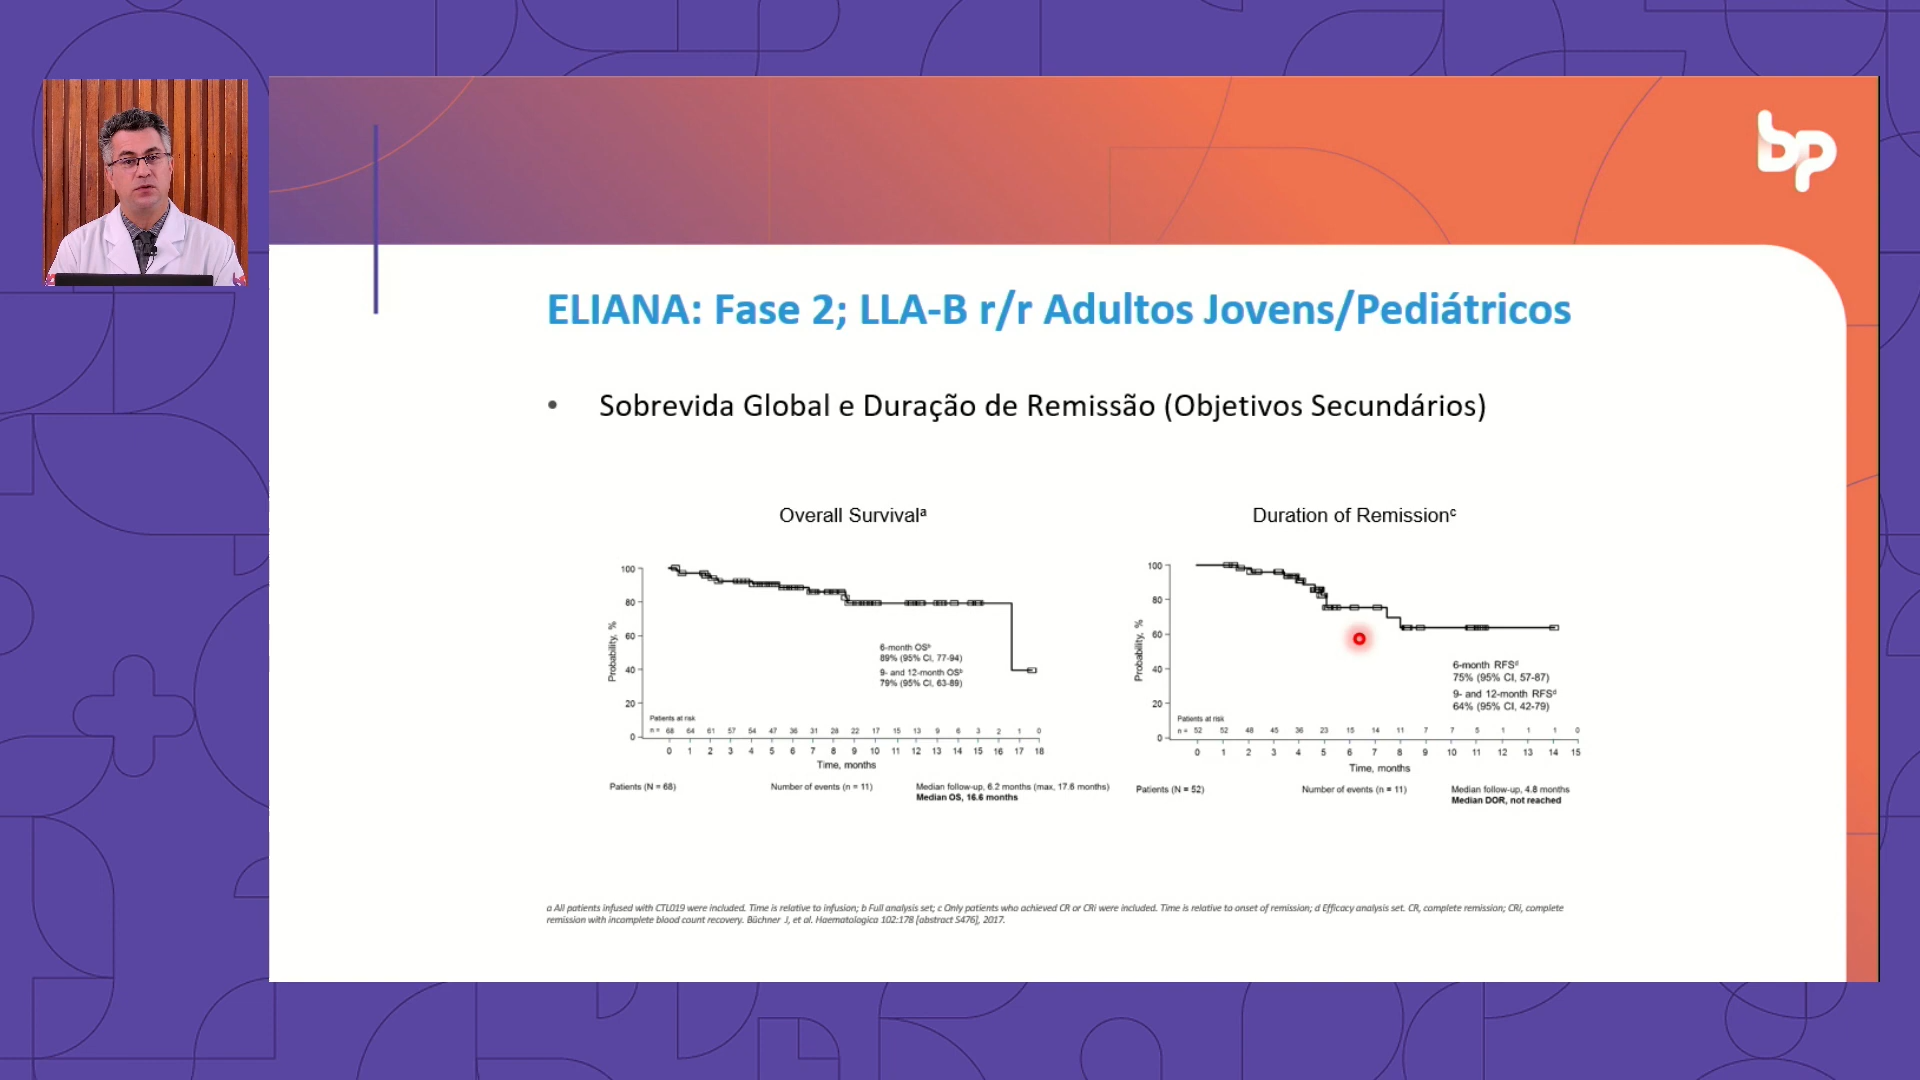 bp
ELIANA: Fase 2; LLA-B r/r Adultos Jovens/Pediátricos
• Sobrevida Global e Duração de Remissão (Objetivos Secundários)
Overall Survivalᵃ
Probability, %
100
80
60
40
20
0
6-month OSᵇ
89% (95% CI, 77-94)
9- and 12-month OSᵇ
79% (95% CI, 63-89)
Patients at risk
n = 68 64 61 57 54 47 36 31 28 22 17 15 13 9 6 3 2 1 0
0 1 2 3 4 5 6 7 8 9 10 11 12 13 14 15 16 17 18
Time, months
Patients (N = 68) Number of events (n = 11) Median follow-up, 6.2 months (max, 17.6 months)
Median OS, 16.6 months
Duration of Remissionᶜ
Probability, %
100
80
60
40
20
0
6-month RFSᵈ
75% (95% CI, 57-87)
9- and 12-month RFSᵈ
64% (95% CI, 42-79)
Patients at risk
n = 52 52 48 45 36 23 15 14 11 7 7 5 1 1 1 0
0 1 2 3 4 5 6 7 8 9 10 11 12 13 14 15
Time, months
Patients (N = 52) Number of events (n = 11) Median follow-up, 4.8 months
Median DOR, not reached
a All patients infused with CTL019 were included. Time is relative to infusion; b Full analysis set; c Only patients who achieved CR or CRi were included. Time is relative to onset of remission; d Efficacy analysis set. CR, complete remission; CRi, complete
remission with incomplete blood count recovery. Büchner J, et al. Haematologica 102:178 [abstract S476], 2017.